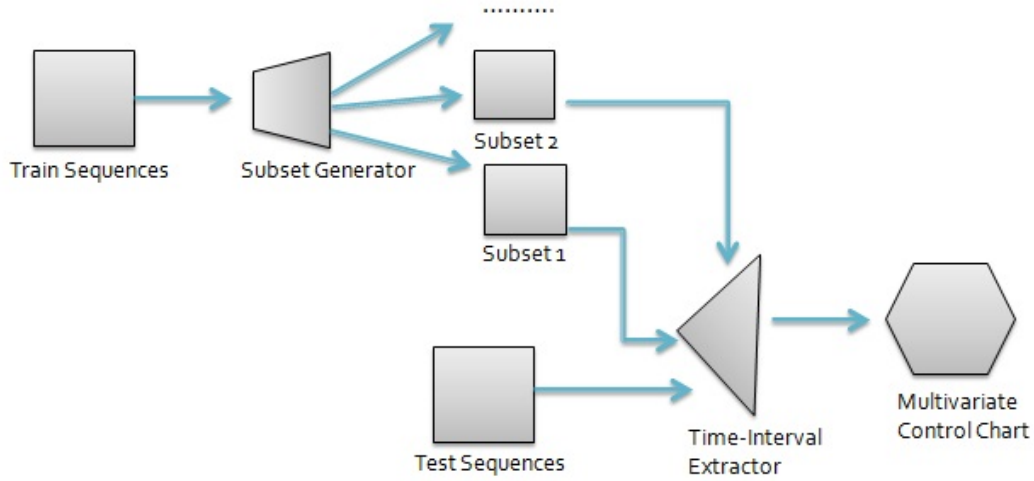 ..........
Train Sequences
Subset Generator
Subset 2
Subset 1
Test Sequences
Time-Interval
Extractor
Multivariate
Control Chart